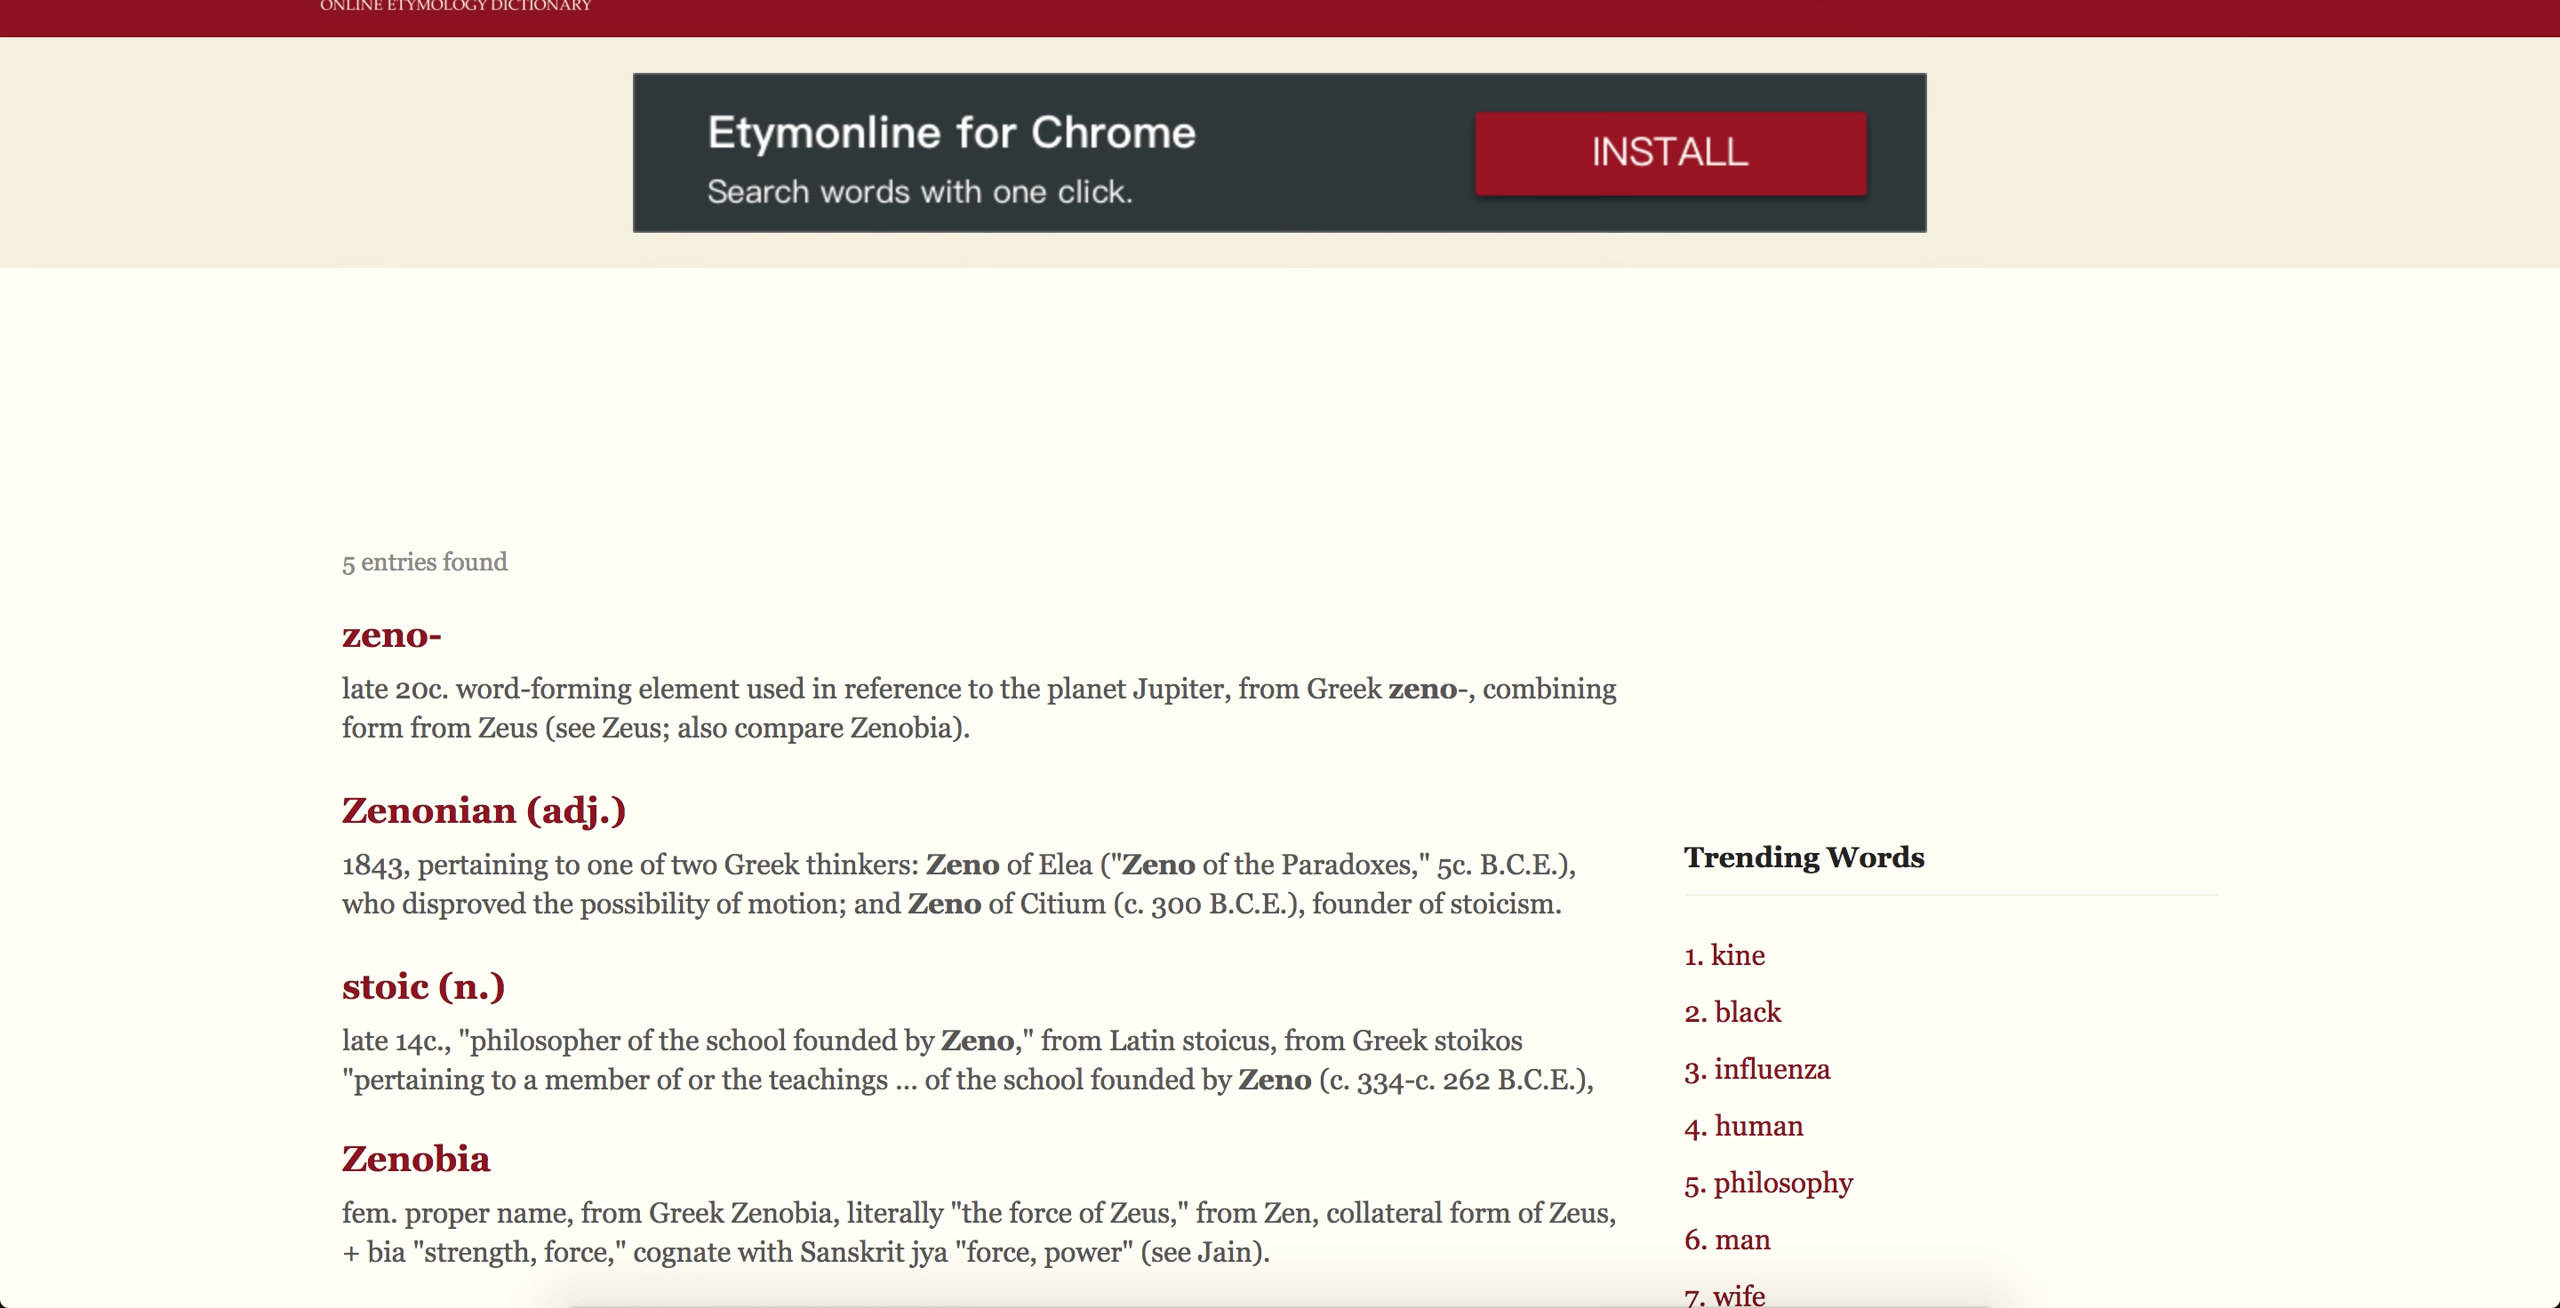 ONLINE ETYMOLOGY DICTIONARY
Etymonline for Chrome
Search words with one click.
INSTALL
5 entries found
zeno-
late 20c. word-forming element used in reference to the planet Jupiter, from Greek zeno-, combining
form from Zeus (see Zeus; also compare Zenobia).
Zenonian (adj.)
1843, pertaining to one of two Greek thinkers: Zeno of Elea ("Zeno of the Paradoxes," 5c. B.C.E.),
who disproved the possibility of motion; and Zeno of Citium (c. 300 B.C.E.), founder of stoicism.
stoic (n.)
late 14c., "philosopher of the school founded by Zeno," from Latin stoicus, from Greek stoikos
"pertaining to a member of or the teachings ... of the school founded by Zeno (c. 334-c. 262 B.C.E.),
Zenobia
fem. proper name, from Greek Zenobia, literally "the force of Zeus," from Zen, collateral form of Zeus,
+ bia "strength, force," cognate with Sanskrit jya "force, power" (see Jain).
Trending Words
1. kine
2. black
3. influenza
4. human
5. philosophy
6. man
7. wife